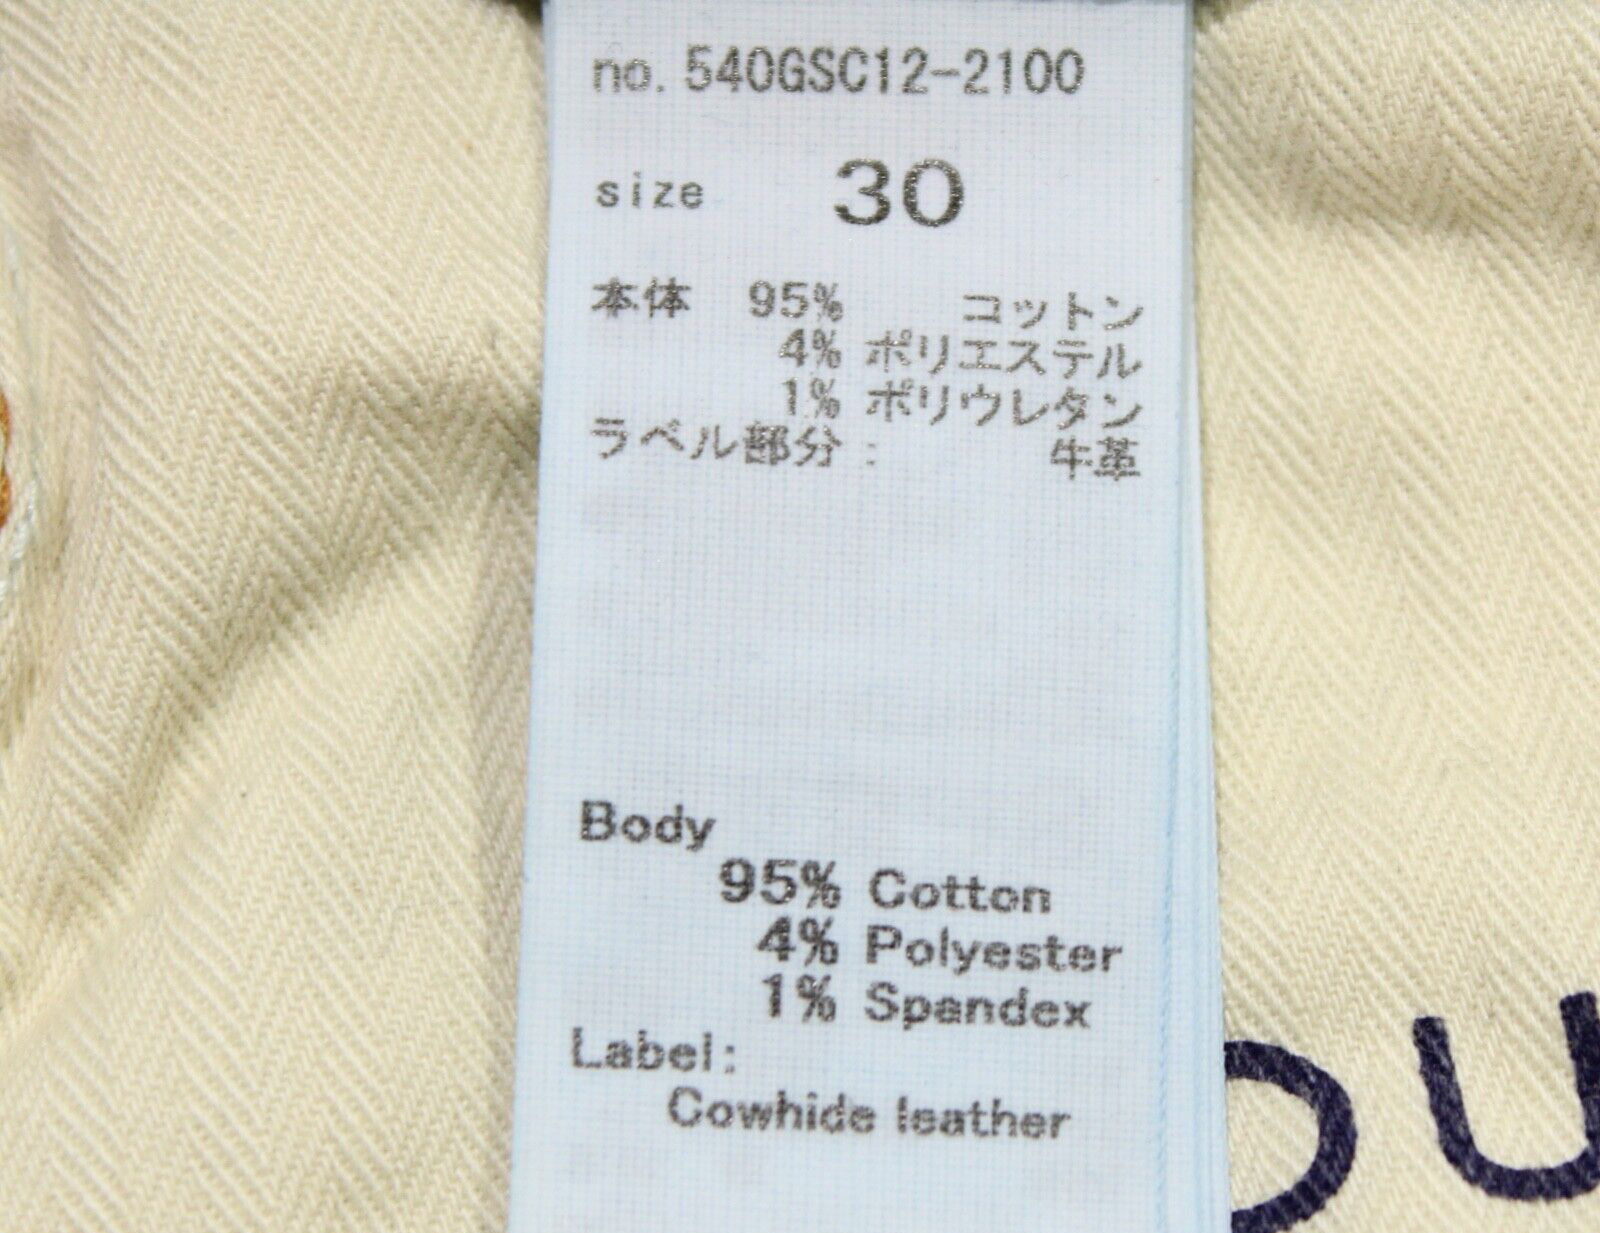 no. 540GSC12-2100
size 30
本体 95% コットン
4% ポリエステル
1% ポリウレタン
ラベル部分: 牛革
Body
95% Cotton
4% Polyester
1% Spandex
Label:
Cowhide leather